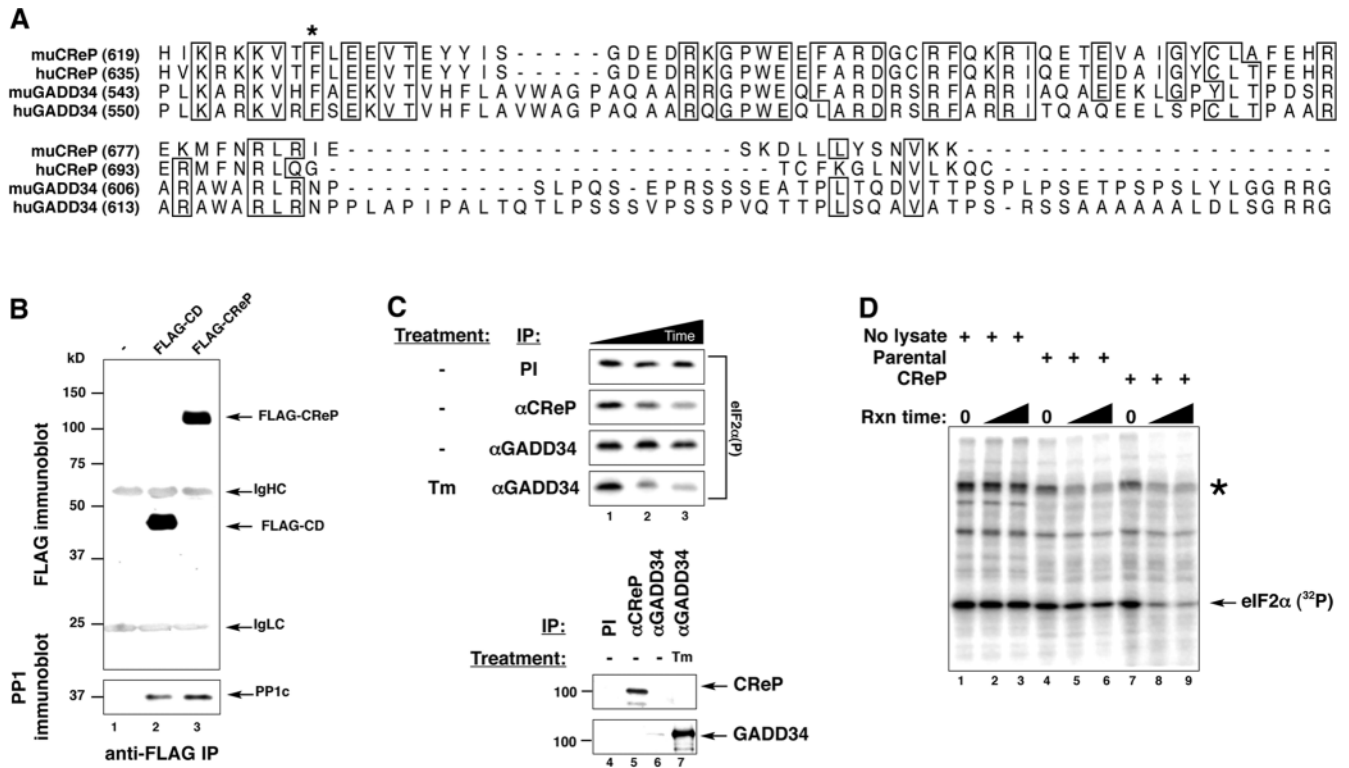 A
*
muCReP (619) H I K R K K V T F L E E V T E Y Y I S - - - - - G D E D R K G P W E E F A R D G C R F Q K R I Q E T E V A I G Y C L A F E H R
huCReP (635) H V K R K K V T F L E E V T E Y Y I S - - - - - G D E D R K G P W E E F A R D G C R F Q K R I Q E T E D A I G Y C L T F E H R
muGADD34 (543) P L K A R K V H F A E K V T V H F L A V W A G P A Q A A R R G P W E Q F A R D R S R F A R R I A Q A E E K L G P Y L T P D S R
huGADD34 (550) P L K A R K V R F S E K V T V H F L A V W A G P A Q A A R Q G P W E Q L A R D R S R F A R R I T Q A Q E E L S P C L T P A A R
muCReP (677) E K M F N R L R I E - - - - - - - - - - - - - - - - - - - - - S K D L L L Y S N V K K - - - - - - - - - - - - - - - - - - - -
huCReP (693) E R M F N R L Q G - - - - - - - - - - - - - - - - - - - - - - - - T C F K G L N V L K Q C - - - - - - - - - - - - - - - - - -
muGADD34 (606) A R A W A R L R N P - - - - - - - - - - S L P Q S - E P R S S S E A T P L T Q D V T T P S P L P S E T P S P S L Y L G G R R G
huGADD34 (613) A R A W A R L R N P P L A P I P A L T Q T L P S S S V P S S P V Q T T P L S Q A V A T P S - R S S A A A A A A L D L S G R R G
B
- FLAG-CD FLAG-CReP
kD
150
100
75
50
37
25
FLAG immunoblot
FLAG-CReP
IgHC
FLAG-CD
IgLC
PP1 immunoblot
37
PP1c
1 2 3
anti-FLAG IP
C
Treatment: IP: Time
- PI
- αCReP
- αGADD34
Tm αGADD34
eIF2α(P)
1 2 3
IP: PI αCReP αGADD34 αGADD34
Treatment: - - - Tm
100 CReP
100 GADD34
4 5 6 7
D
No lysate + + +
Parental + + +
CReP + + +
Rxn time: 0 0 0
*
eIF2α (³²P)
1 2 3 4 5 6 7 8 9